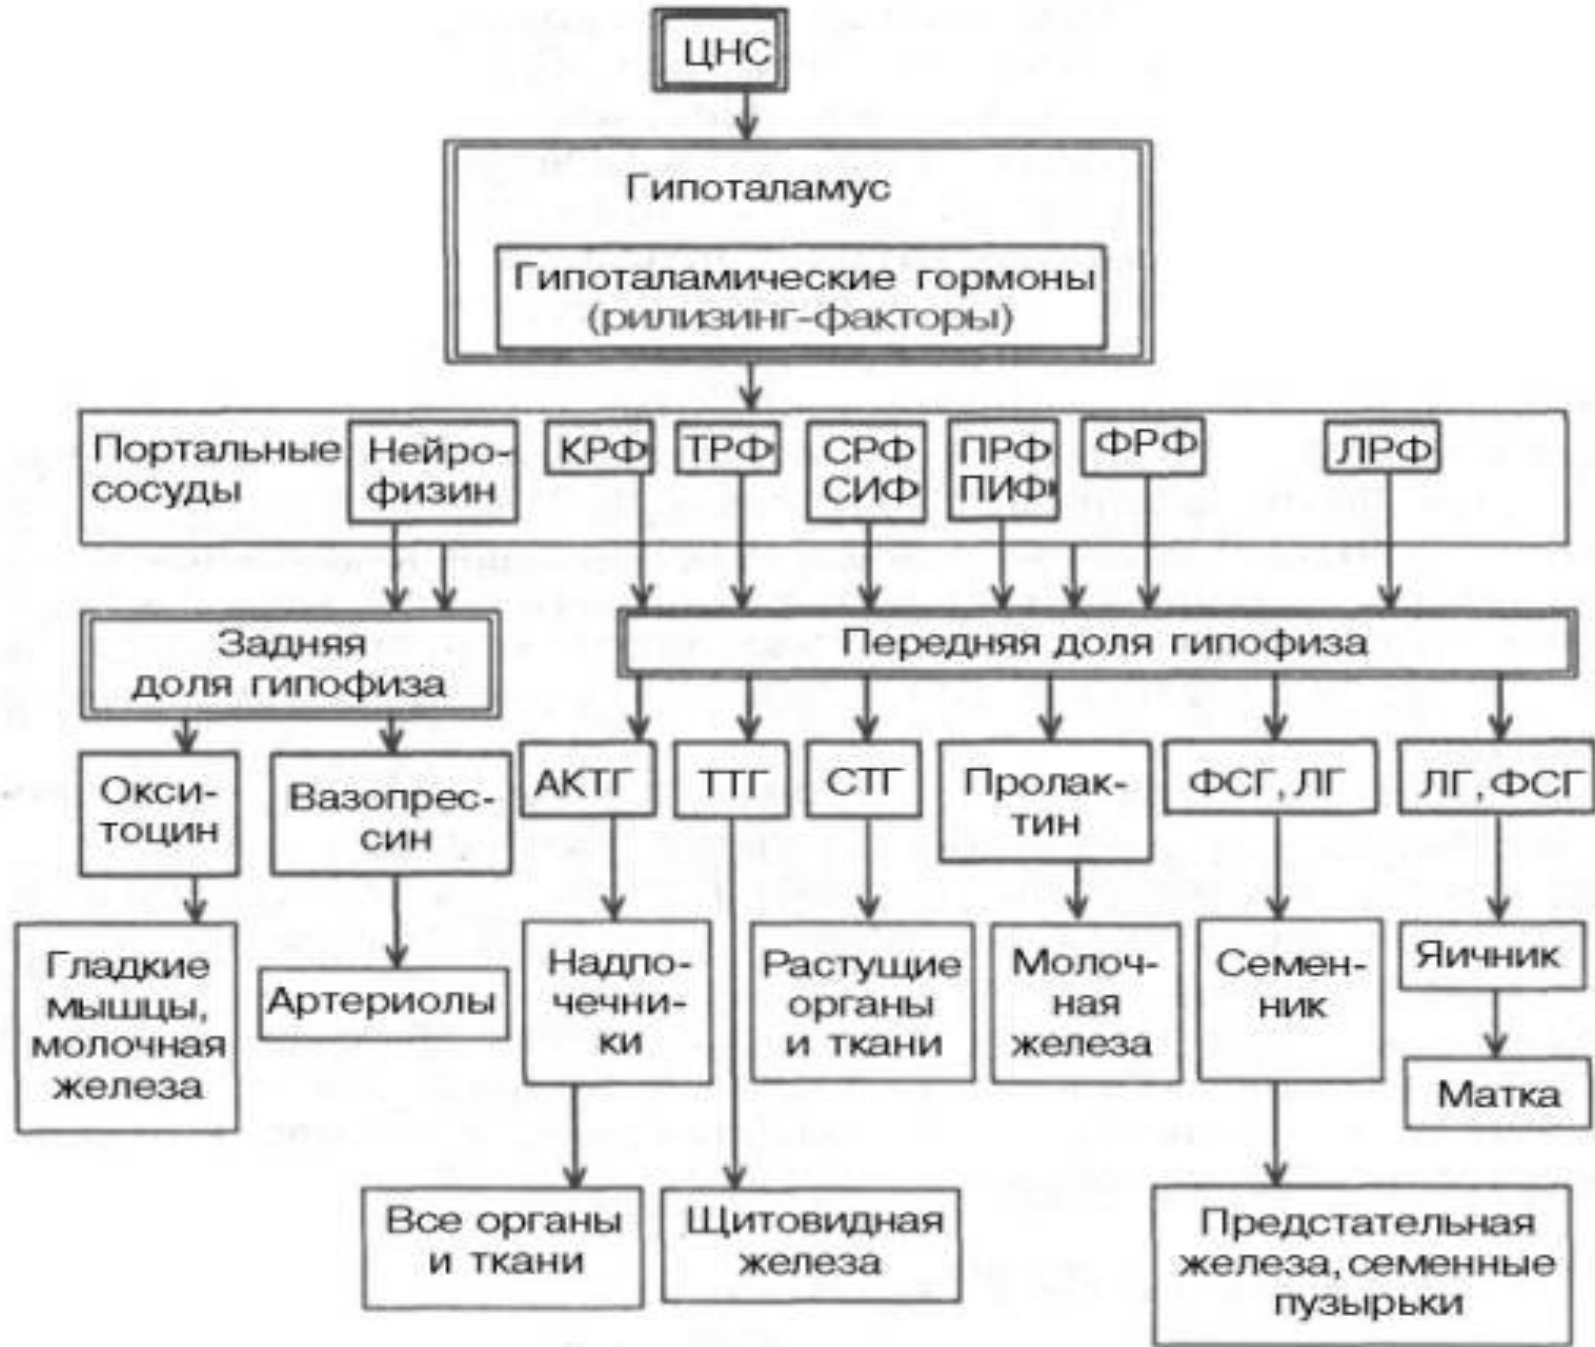 ЦНС
Гипоталамус
Гипоталамические гормоны
(рилизинг-факторы)
Портальные
сосуды
Нейро-
физин
КРФ
ТРФ
СРФ
СИФ
ПРФ
ПИФ
ФРФ
ЛРФ
Задняя
доля гипофиза
Передняя доля гипофиза
Окси-
тоцин
Вазопрес-
син
АКТГ
ТТГ
СТГ
Пролак-
тин
ФСГ, ЛГ
ЛГ, ФСГ
Гладкие
мышцы,
молочная
железа
Артериолы
Надпо-
чечни-
ки
Растущие
органы
и ткани
Молоч-
ная
железа
Семен-
ник
Яичник
Матка
Все органы
и ткани
Щитовидная
железа
Предстательная
железа, семенные
пузырьки